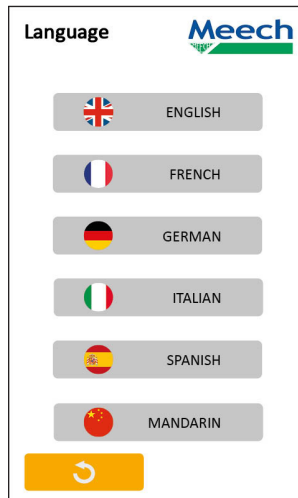 Language
Meech
ENGLISH
FRENCH
GERMAN
ITALIAN
SPANISH
MANDARIN